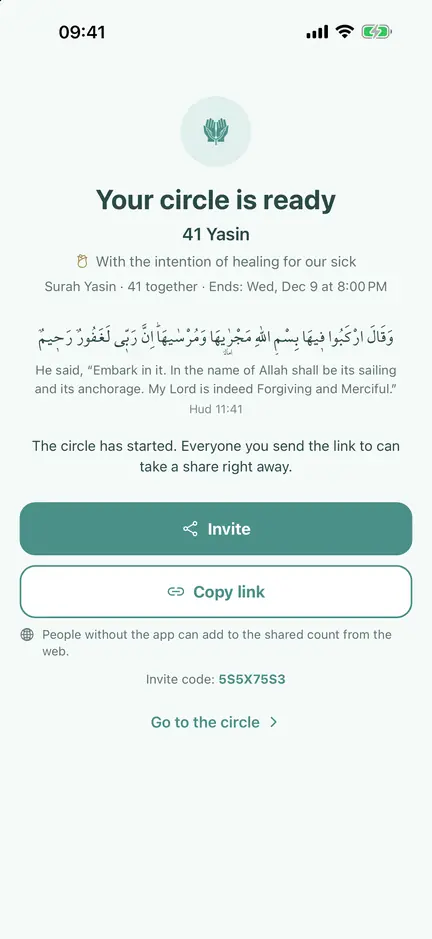 09:41
Your circle is ready
41 Yasin
With the intention of healing for our sick
Surah Yasin · 41 together · Ends: Wed, Dec 9 at 8:00 PM
وَقَالَ ارْكَبُوا فٖيهَا بِسْمِ اللّٰهِ مَجْرٰۭۙيهَا وَمُرْسٰيهَاۜ اِنَّ رَبّٖى لَغَفُورٌ رَحٖيمٌ
He said, “Embark in it. In the name of Allah shall be its sailing
and its anchorage. My Lord is indeed Forgiving and Merciful.”
Hud 11:41
The circle has started. Everyone you send the link to can
take a share right away.
Invite
Copy link
People without the app can add to the shared count from the
web.
Invite code: 5S5X75S3
Go to the circle